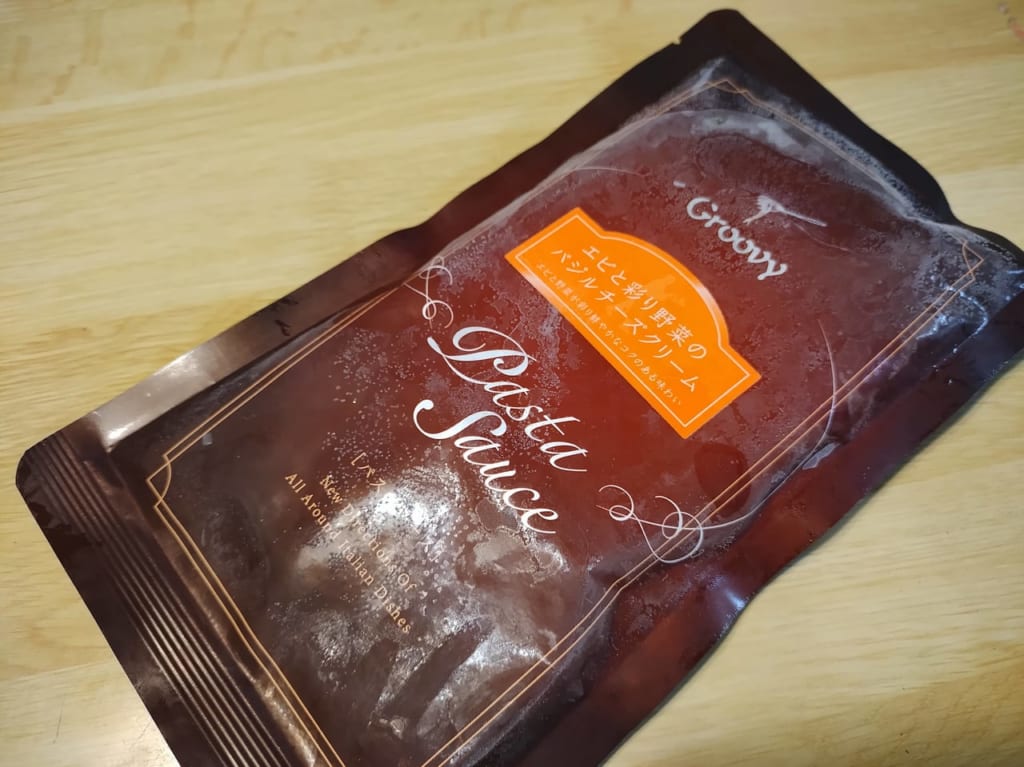 Groovy
エビと彩り野菜の
バジルチーズクリーム
エビと野菜が彩り鮮やかなコクのある味わい
Pasta
Sauce
New Of
All Around Italian Dishes